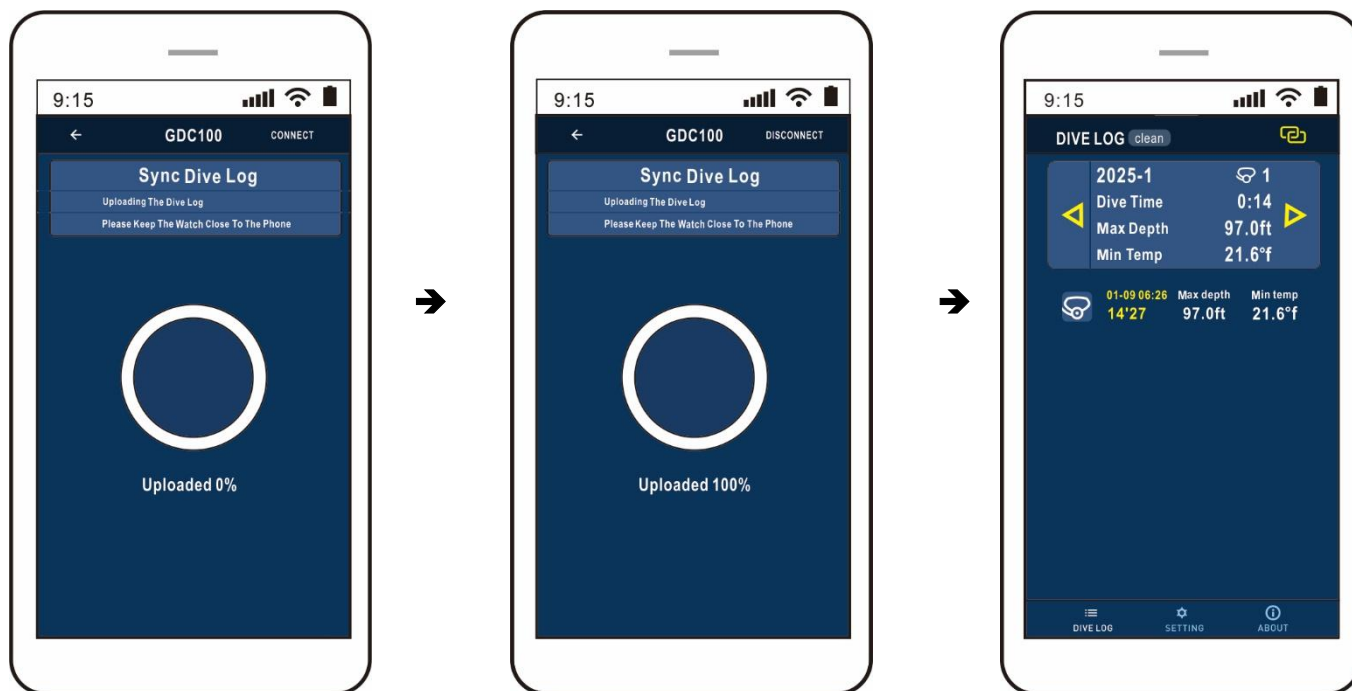 9:15
← GDC100 CONNECT
Sync Dive Log
Uploading The Dive Log
Please Keep The Watch Close To The Phone
Uploaded 0%
➔
9:15
← GDC100 DISCONNECT
Sync Dive Log
Uploading The Dive Log
Please Keep The Watch Close To The Phone
Uploaded 100%
➔
9:15
DIVE LOG clean
2025-1 1
Dive Time 0:14
Max Depth 97.0ft
Min Temp 21.6°f
01-09 06:26 Max depth Min temp
14'27 97.0ft 21.6°f
DIVE LOG SETTING ABOUT